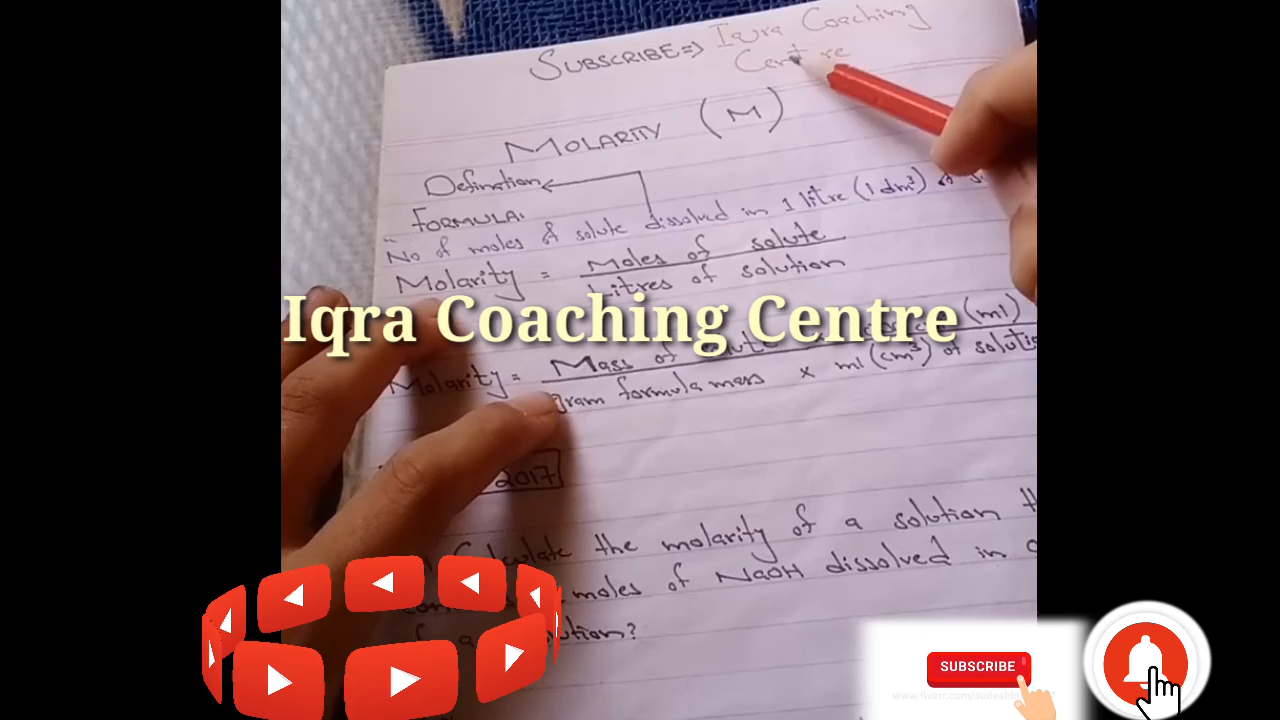 SUBSCRIBE => Iqra Coaching
Centre
MOLARITY (M)
Definition
FORMULA:
"No of moles of solute dissolved in 1 litre (1 dm³) of
Molarity = Moles of solute
Litres of solution
Iqra Coaching Centre
Molarity = Mass of solute (ml)
gram formula mass x ml (cm³) of solution
2017
Calculate the molarity of a solution
moles of NaOH dissolved in
of a solution?
SUBSCRIBE